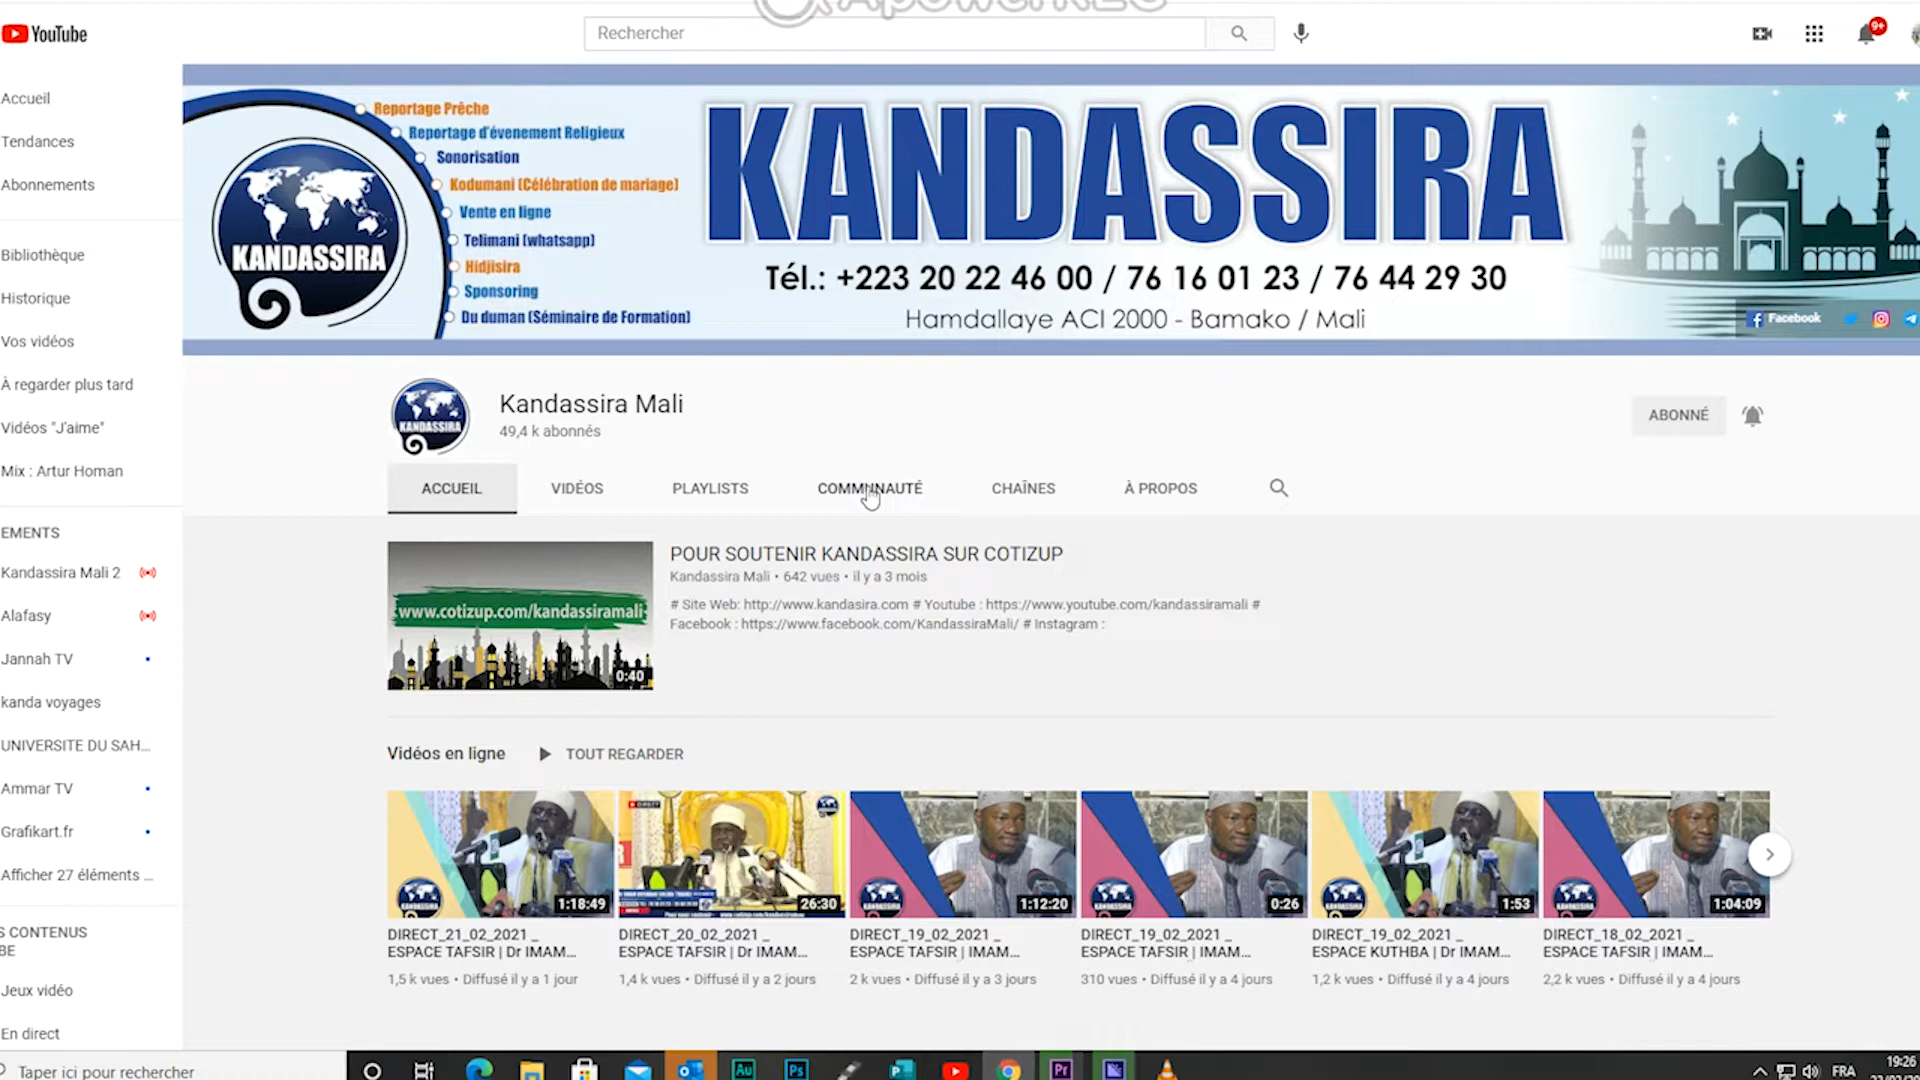 YouTube
Rechercher
9+
Accueil
Tendances
Abonnements
Bibliothèque
Historique
Vos vidéos
À regarder plus tard
Vidéos "J'aime"
Mix : Artur Homan
EMENTS
Kandassira Mali 2
Alafasy
Jannah TV
kanda voyages
UNIVERSITE DU SAH...
Ammar TV
Grafikart.fr
Afficher 27 éléments ...
S CONTENUS
BE
Jeux vidéo
En direct
KANDASSIRA
Reportage Prêche
Reportage d'évenement Religieux
Sonorisation
Kodumani (Célébration de mariage)
Vente en ligne
Telimani (whatsapp)
Hidjisira
Sponsoring
Du duman (Séminaire de Formation)
KANDASSIRA
Tél.: +223 20 22 46 00 / 76 16 01 23 / 76 44 29 30
Hamdallaye ACI 2000 - Bamako / Mali
Facebook
KANDASSIRA
Kandassira Mali
49,4 k abonnés
ABONNÉ
ACCUEIL VIDÉOS PLAYLISTS COMMUNAUTÉ CHAÎNES À PROPOS
www.cotizup.com/kandassiramali
0:40
POUR SOUTENIR KANDASSIRA SUR COTIZUP
Kandassira Mali • 642 vues • il y a 3 mois
# Site Web: http://www.kandasira.com # Youtube : https://www.youtube.com/kandassiramali #
Facebook : https://www.facebook.com/KandassiraMali/ # Instagram :
Vidéos en ligne TOUT REGARDER
1:18:49
DIRECT_21_02_2021 _
ESPACE TAFSIR | Dr IMAM...
1,5 k vues • Diffusé il y a 1 jour
DIRECT
26:30
DIRECT_20_02_2021 _
ESPACE TAFSIR | Dr IMAM...
1,4 k vues • Diffusé il y a 2 jours
1:12:20
DIRECT_19_02_2021 _
ESPACE TAFSIR | IMAM...
2 k vues • Diffusé il y a 3 jours
0:26
DIRECT_19_02_2021 _
ESPACE TAFSIR | IMAM...
310 vues • Diffusé il y a 4 jours
1:53
DIRECT_19_02_2021 _
ESPACE KUTHBA | Dr IMAM...
1,2 k vues • Diffusé il y a 4 jours
1:04:09
DIRECT_18_02_2021 _
ESPACE TAFSIR | IMAM...
2,2 k vues • Diffusé il y a 4 jours
Taper ici pour rechercher
Au
Ps
Pr
FRA
19:26